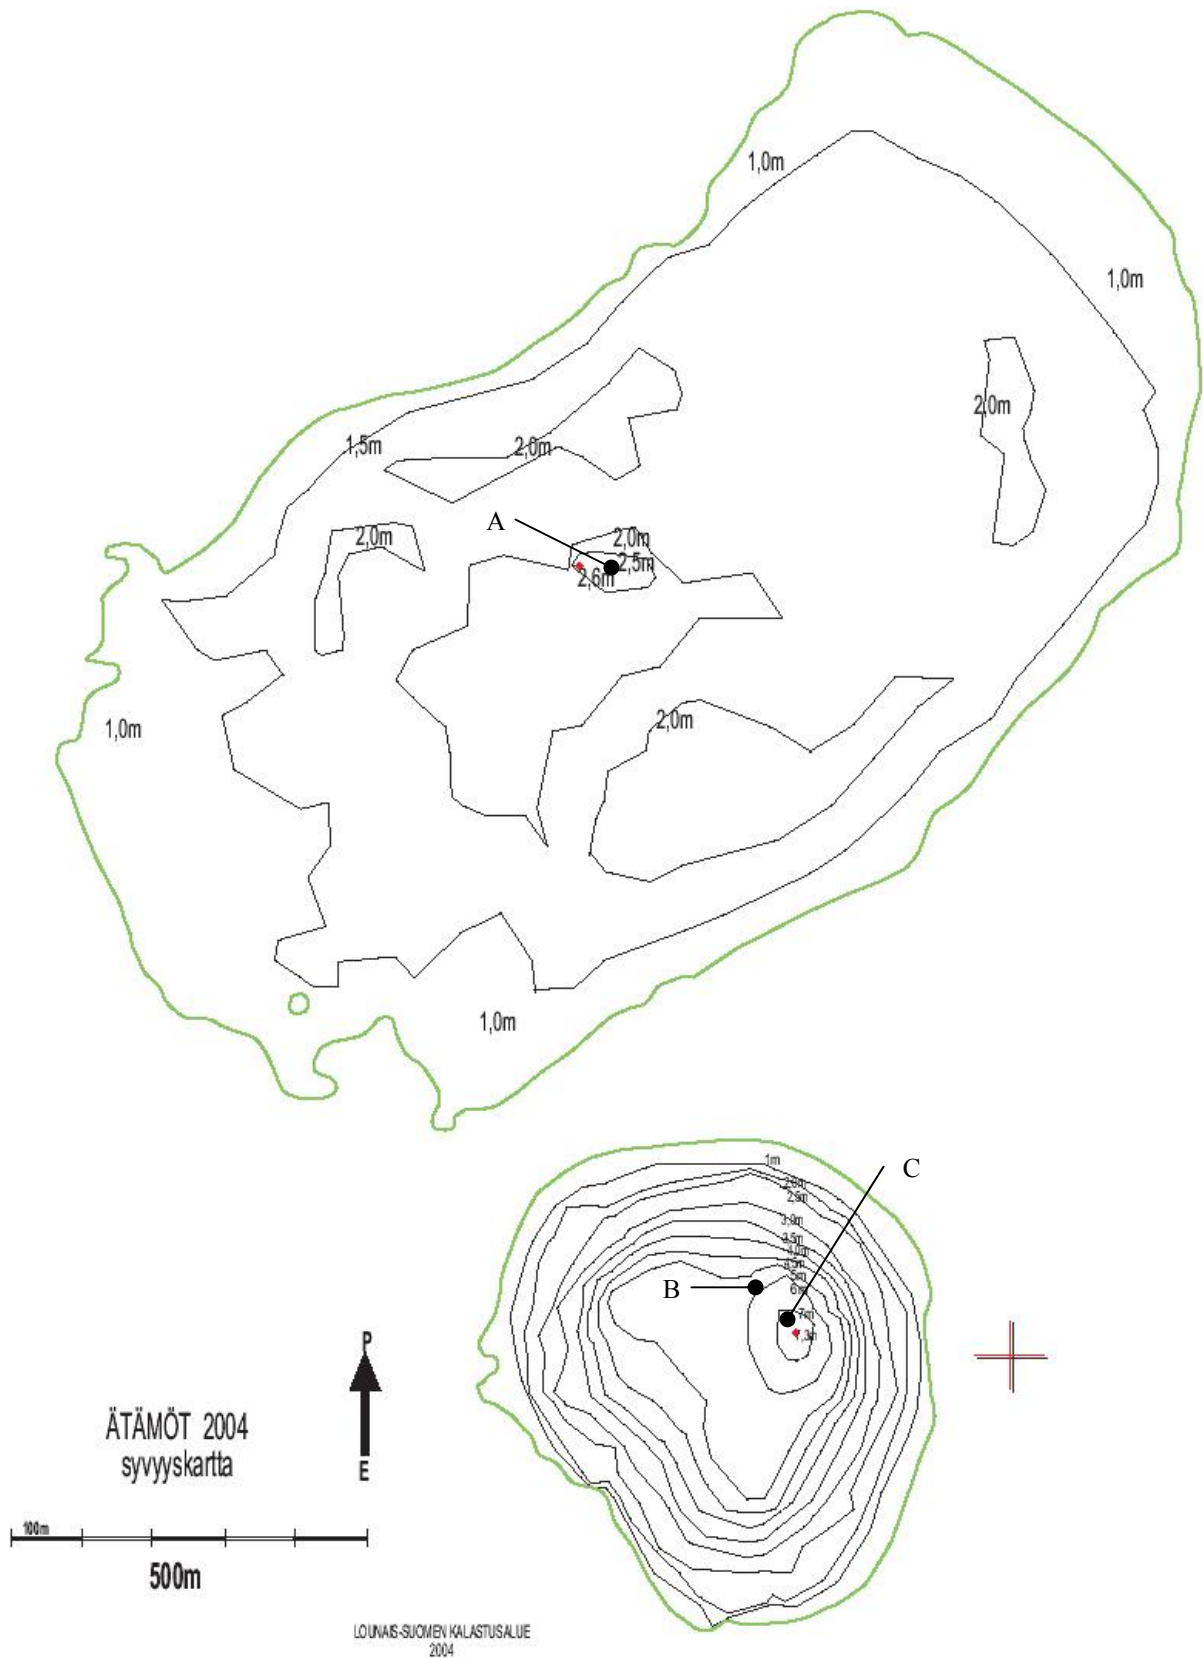 1,0m
1,0m
2,0m
1,5m
2,0m
A
2,0m
2,0m
2,5m
2,6m
2,0m
1,0m
1,0m
1m
C
2,0m
2,5m
3,0m
3,5m
4,0m
4,5m
5m
B
6m
7m
7,3m
P
ÄTÄMÖT 2004
syvyyskartta
E
100m
500m
LOUNAIS-SUOMEN KALASTUSALUE
2004